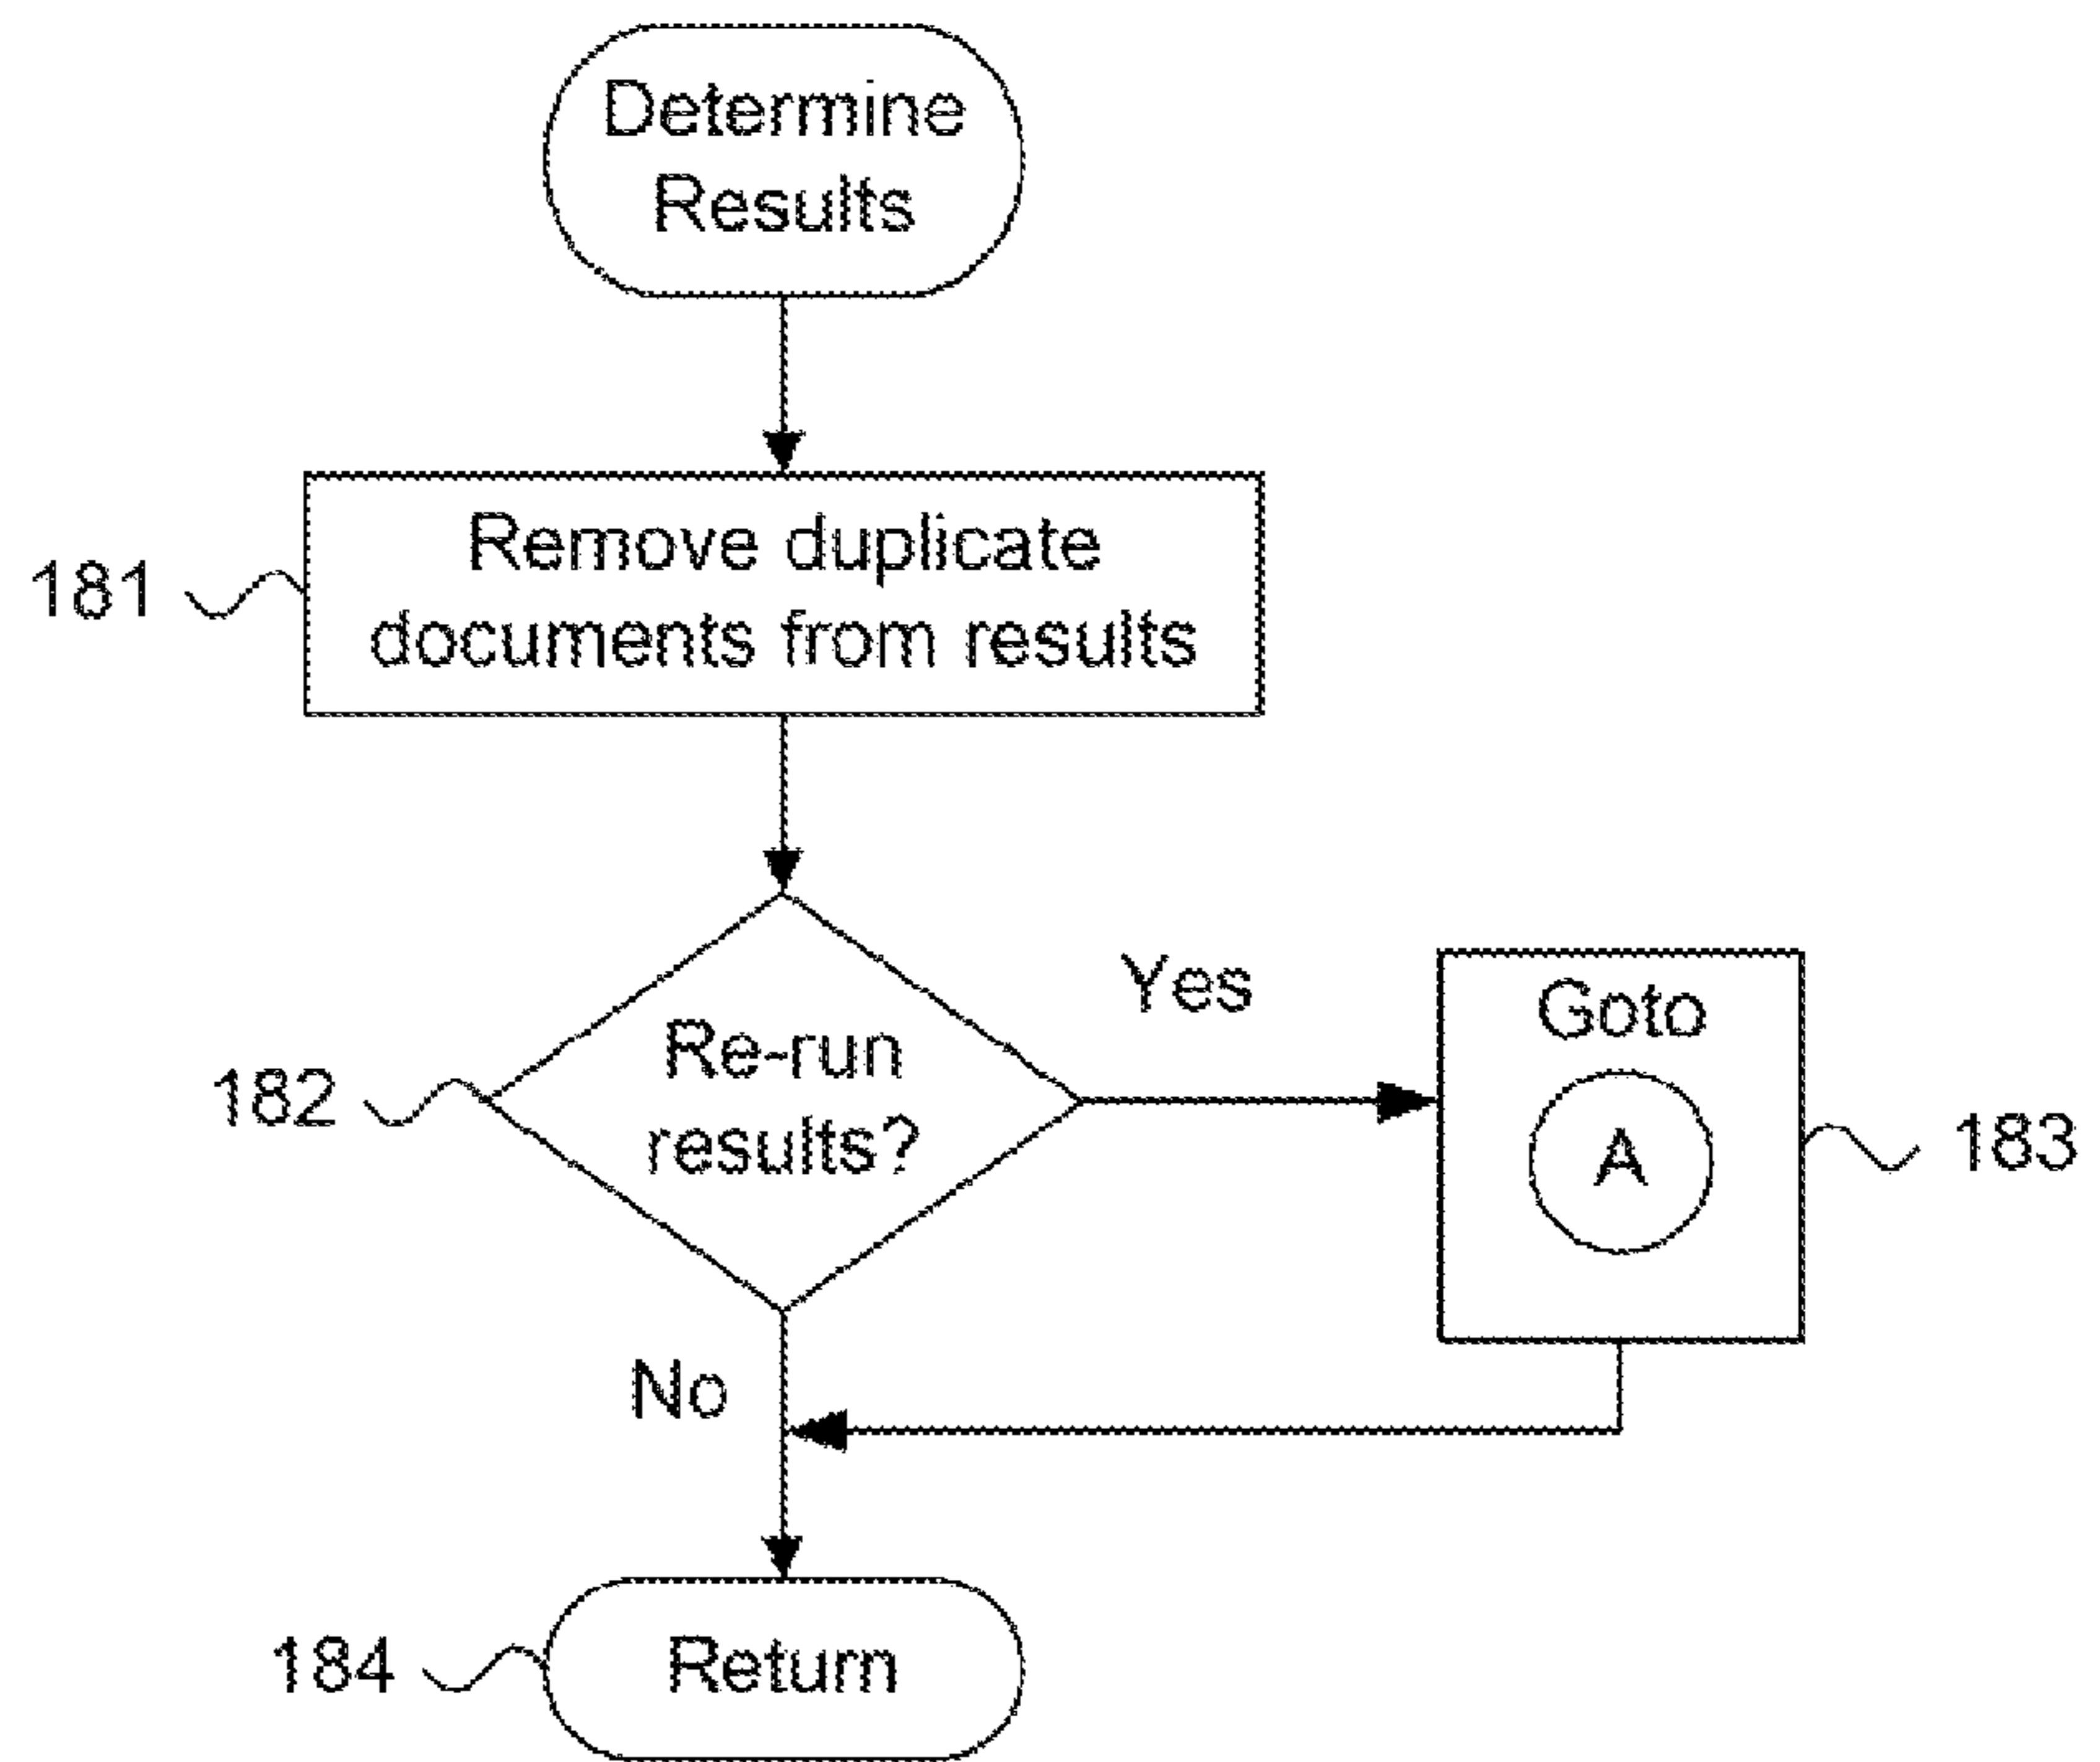 Determine
Results
181
Remove duplicate
documents from results
182
Re-run
results?
Yes
Goto
A
183
No
184
Return